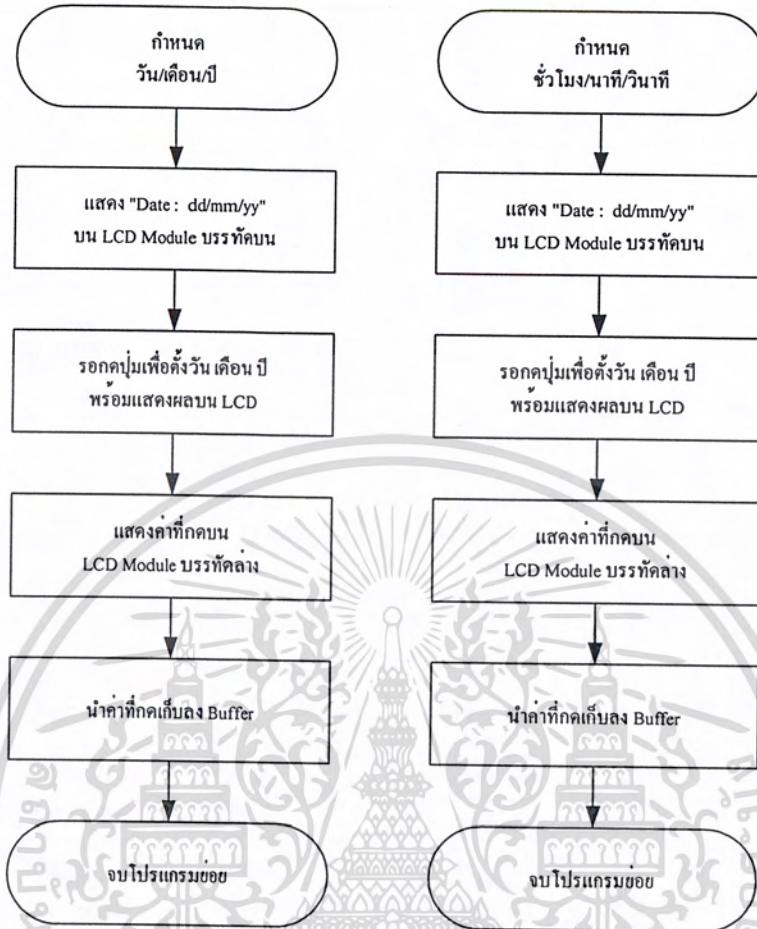 กำหนด
วัน/เดือน/ปี
แสดง "Date : dd/mm/yy"
บน LCD Module บรรทัดบน
รอกดปุ่มเพื่อตั้งวัน เดือน ปี
พร้อมแสดงผลบน LCD
แสดงค่าที่กดบน
LCD Module บรรทัดล่าง
นำค่าที่กดเก็บลง Buffer
จบโปรแกรมย่อย
กำหนด
ชั่วโมง/นาที/วินาที
แสดง "Date : dd/mm/yy"
บน LCD Module บรรทัดบน
รอกดปุ่มเพื่อตั้งวัน เดือน ปี
พร้อมแสดงผลบน LCD
แสดงค่าที่กดบน
LCD Module บรรทัดล่าง
นำค่าที่กดเก็บลง Buffer
จบโปรแกรมย่อย